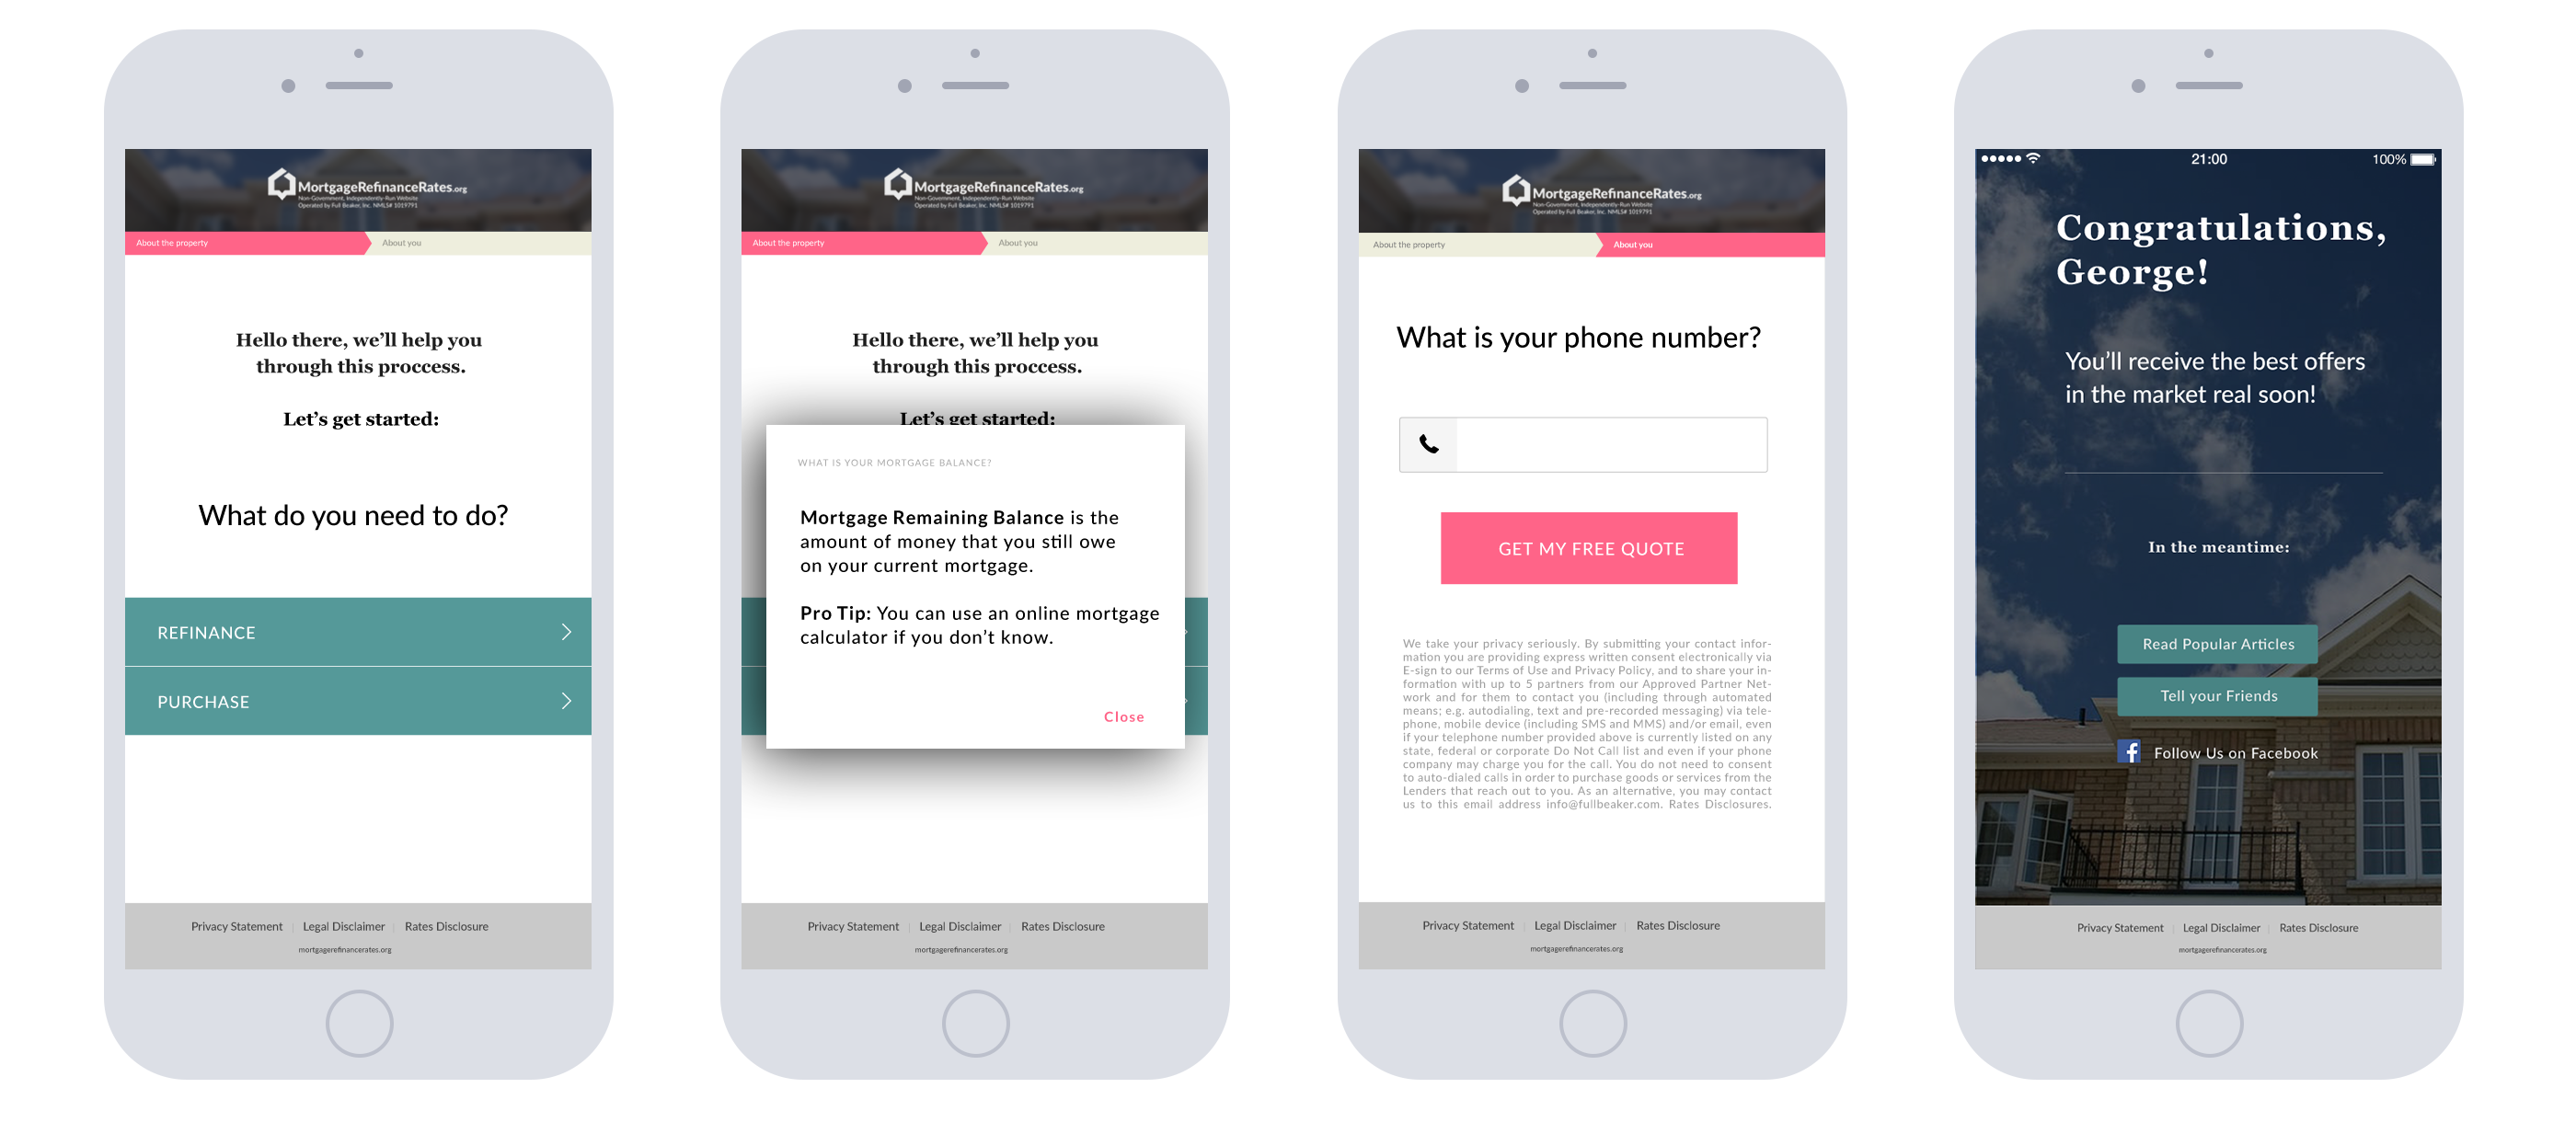 MortgageRefinanceRates.org
Non-Government, Independently-Run Website
Operated by Full Beaker, Inc. NMLS# 1019791
About the property
About you
Hello there, we'll help you
through this proccess.
Let's get started:
What do you need to do?
REFINANCE
PURCHASE
Privacy Statement | Legal Disclaimer | Rates Disclosure
mortgagerefinancerates.org
MortgageRefinanceRates.org
Non-Government, Independently-Run Website
Operated by Full Beaker, Inc. NMLS# 1019791
About the property
About you
Hello there, we'll help you
through this proccess.
Let's get started:
WHAT IS YOUR MORTGAGE BALANCE?
Mortgage Remaining Balance is the
amount of money that you still owe
on your current mortgage.
Pro Tip: You can use an online mortgage
calculator if you don't know.
Close
Privacy Statement | Legal Disclaimer | Rates Disclosure
mortgagerefinancerates.org
MortgageRefinanceRates.org
Non-Government, Independently-Run Website
Operated by Full Beaker, Inc. NMLS# 1019791
About the property
About you
What is your phone number?
GET MY FREE QUOTE
We take your privacy seriously. By submitting your contact infor-
mation you are providing express written consent electronically via
E-sign to our Terms of Use and Privacy Policy, and to share your in-
formation with up to 5 partners from our Approved Partner Net-
work and for them to contact you (including through automated
means; e.g. autodialing, text and pre-recorded messaging) via tele-
phone, mobile device (including SMS and MMS) and/or email, even
if your telephone number provided above is currently listed on any
state, federal or corporate Do Not Call list and even if your phone
company may charge you for the call. You do not need to consent
to auto-dialed calls in order to purchase goods or services from the
Lenders that reach out to you. As an alternative, you may contact
us to this email address info@fullbeaker.com. Rates Disclosures.
Privacy Statement | Legal Disclaimer | Rates Disclosure
mortgagerefinancerates.org
21:00
100%
Congratulations,
George!
You'll receive the best offers
in the market real soon!
In the meantime:
Read Popular Articles
Tell your Friends
f Follow Us on Facebook
Privacy Statement | Legal Disclaimer | Rates Disclosure
mortgagerefinancerates.org